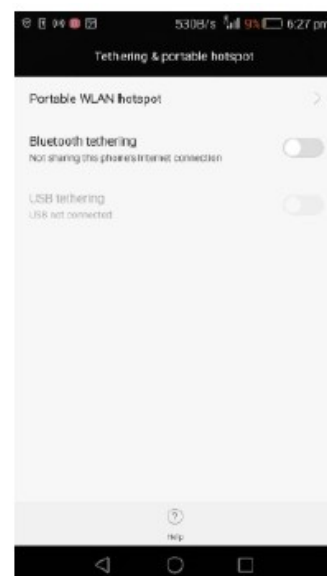 530B/s 9% 6:27 pm
Tethering & portable hotspot
Portable WLAN hotspot
Bluetooth tethering
Not sharing this phone's Internet connection
USB tethering
USB not connected
Help